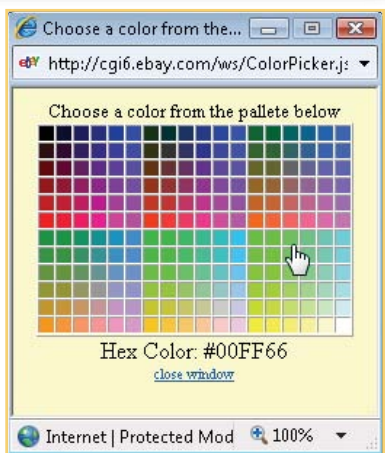 Choose a color from the...
ebY http://cgi6.ebay.com/ws/ColorPicker.js
Choose a color from the pallete below
Hex Color: #00FF66
close window
Internet | Protected Mod 100%